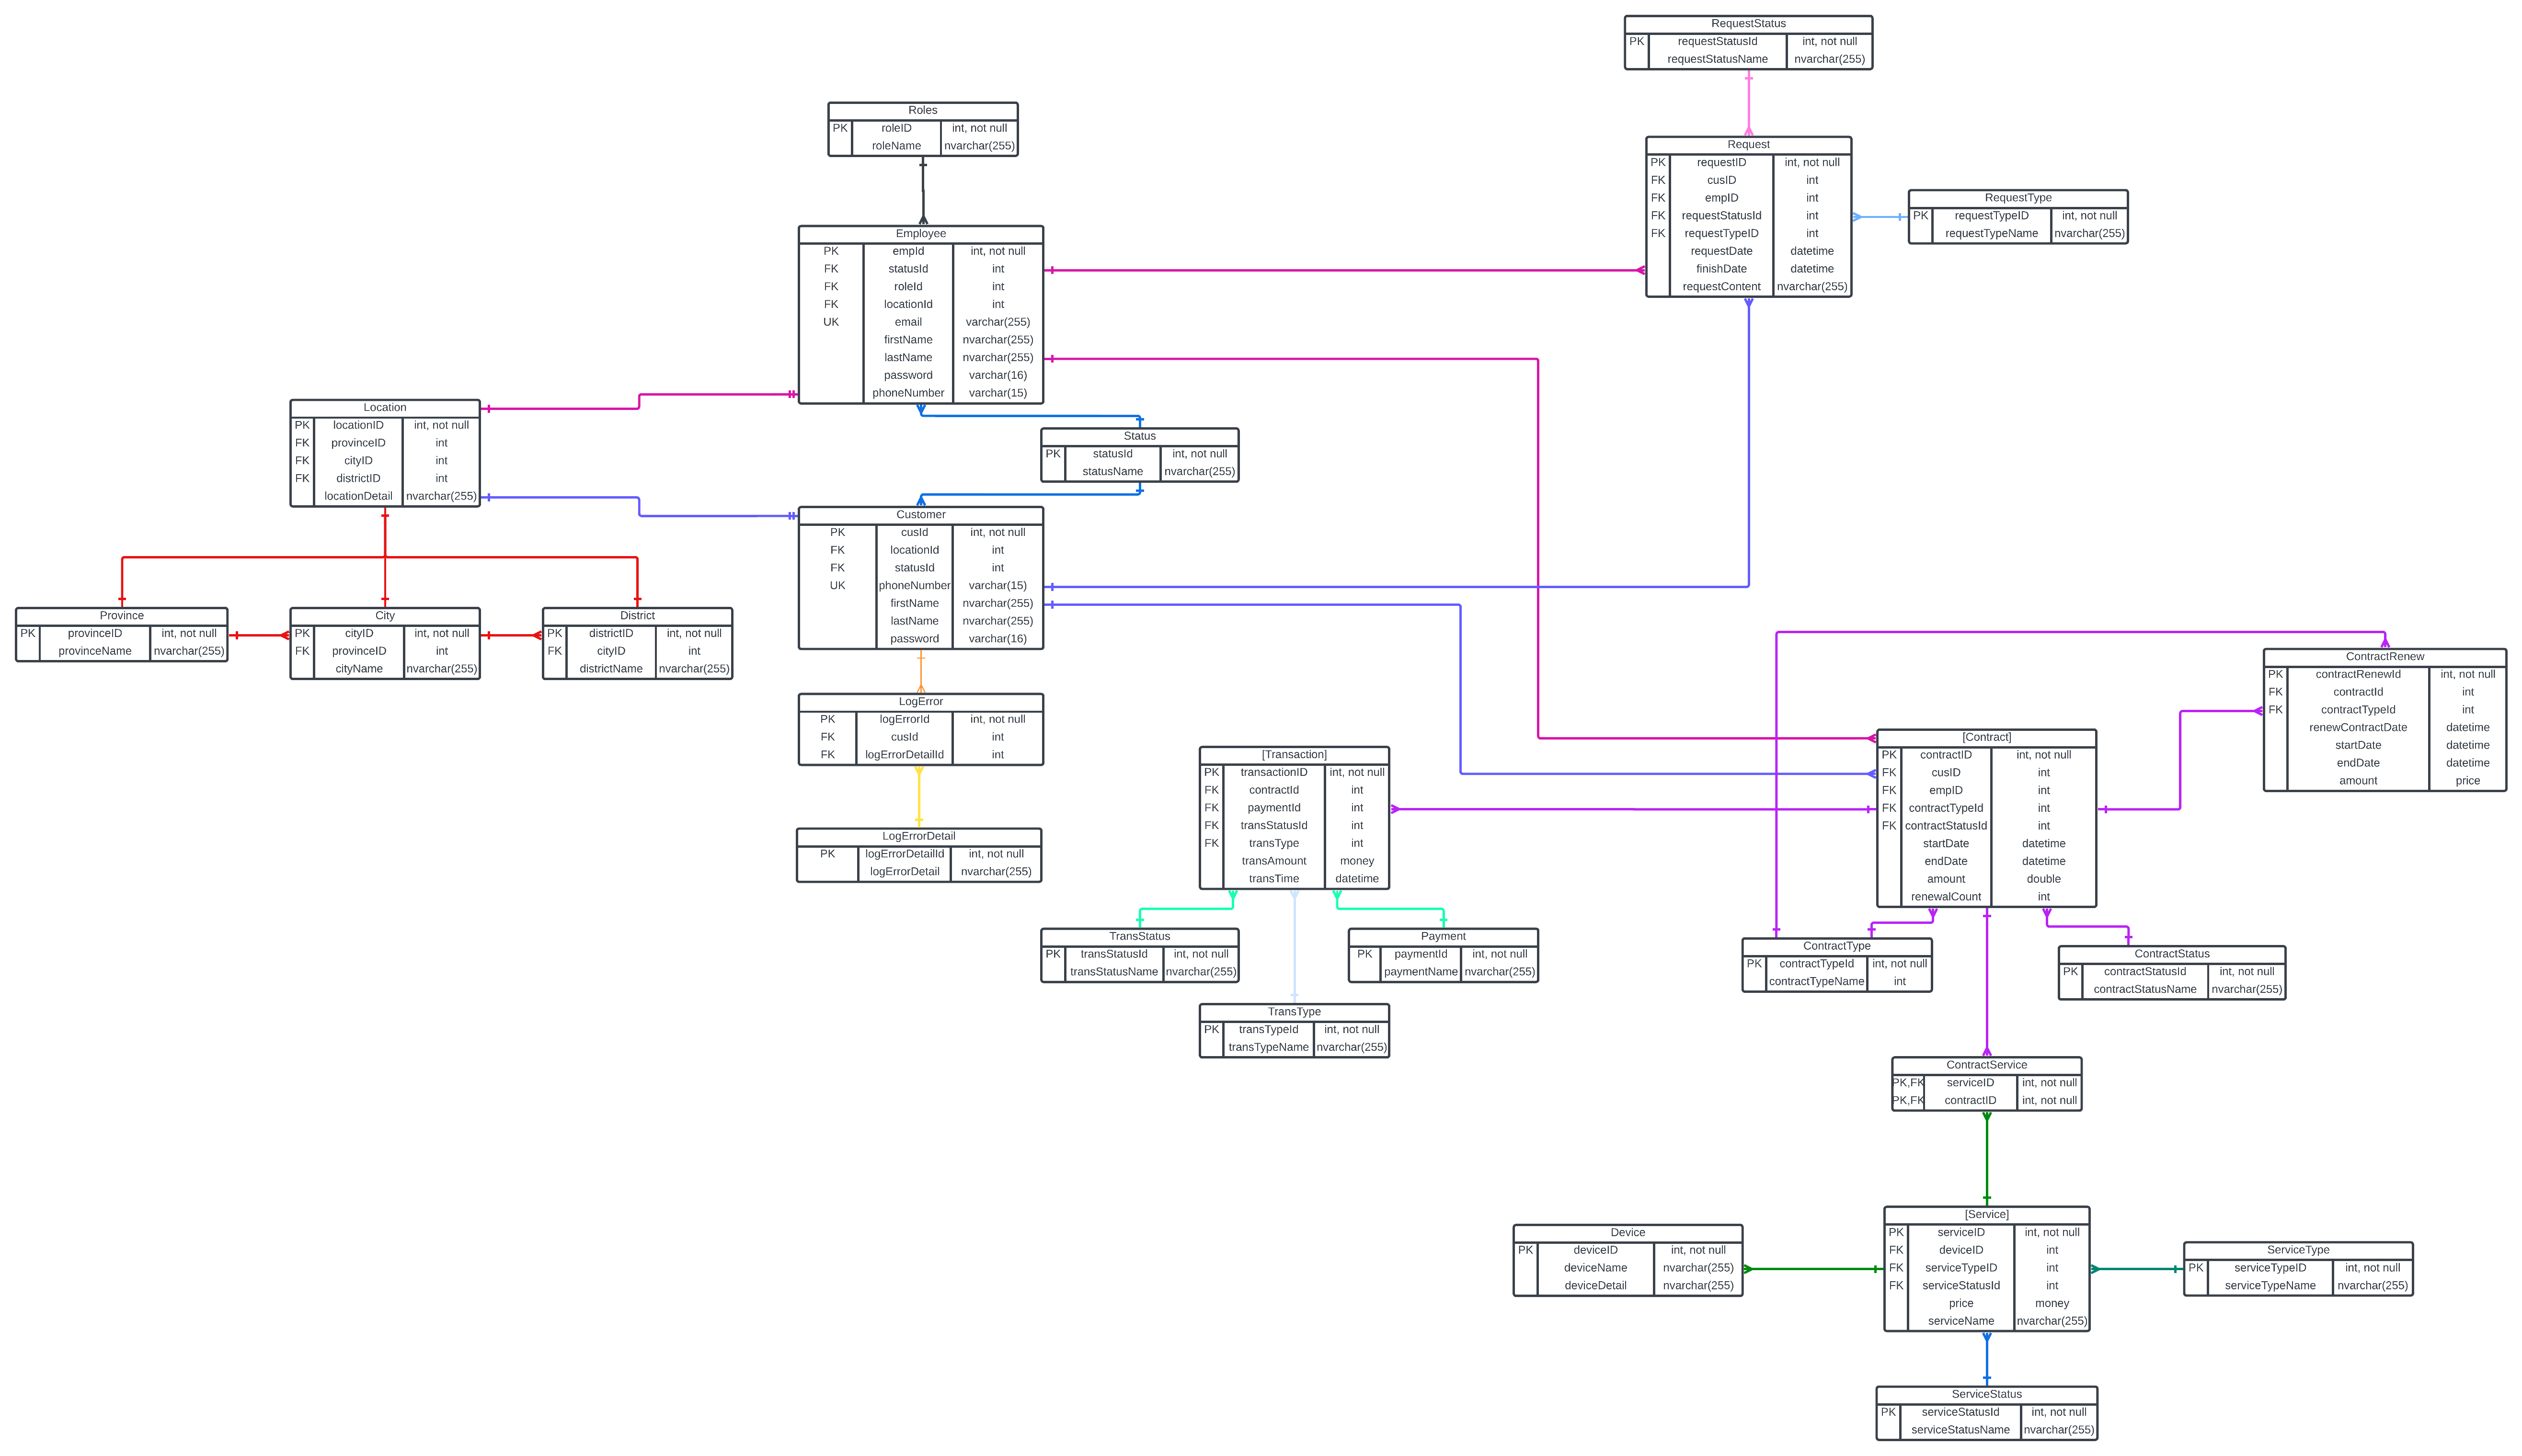 RequestStatus
PK requestStatusId int, not null
requestStatusName nvarchar(255)
Roles
PK roleID int, not null
roleName nvarchar(255)
Request
PK requestID int, not null
FK cusID int
FK empID int
FK requestStatusId int
FK requestTypeID int
requestDate datetime
finishDate datetime
requestContent nvarchar(255)
RequestType
PK requestTypeID int, not null
requestTypeName nvarchar(255)
Employee
PK empId int, not null
FK statusId int
FK roleId int
FK locationId int
UK email varchar(255)
firstName nvarchar(255)
lastName nvarchar(255)
password varchar(16)
phoneNumber varchar(15)
Location
PK locationID int, not null
FK provinceID int
FK cityID int
FK districtID int
locationDetail nvarchar(255)
Status
PK statusId int, not null
statusName nvarchar(255)
Customer
PK cusId int, not null
FK locationId int
FK statusId int
UK phoneNumber varchar(15)
firstName nvarchar(255)
lastName nvarchar(255)
password varchar(16)
Province
PK provinceID int, not null
provinceName nvarchar(255)
City
PK cityID int, not null
FK provinceID int
cityName nvarchar(255)
District
PK districtID int, not null
FK cityID int
districtName nvarchar(255)
ContractRenew
PK contractRenewId int, not null
FK contractId int
FK contractTypeId int
renewContractDate datetime
startDate datetime
endDate datetime
amount price
LogError
PK logErrorId int, not null
FK cusId int
FK logErrorDetailId int
[Transaction]
PK transactionID int, not null
FK contractId int
FK paymentId int
FK transStatusId int
FK transType int
transAmount money
transTime datetime
[Contract]
PK contractID int, not null
FK cusID int
FK empID int
FK contractTypeId int
FK contractStatusId int
startDate datetime
endDate datetime
amount double
renewalCount int
LogErrorDetail
PK logErrorDetailId int, not null
logErrorDetail nvarchar(255)
TransStatus
PK transStatusId int, not null
transStatusName nvarchar(255)
Payment
PK paymentId int, not null
paymentName nvarchar(255)
ContractType
PK contractTypeId int, not null
contractTypeName int
ContractStatus
PK contractStatusId int, not null
contractStatusName nvarchar(255)
TransType
PK transTypeId int, not null
transTypeName nvarchar(255)
ContractService
PK,FK serviceID int, not null
PK,FK contractID int, not null
[Service]
PK serviceID int, not null
FK deviceID int
FK serviceTypeID int
FK serviceStatusId int
price money
serviceName nvarchar(255)
Device
PK deviceID int, not null
deviceName nvarchar(255)
deviceDetail nvarchar(255)
ServiceType
PK serviceTypeID int, not null
serviceTypeName nvarchar(255)
ServiceStatus
PK serviceStatusId int, not null
serviceStatusName nvarchar(255)